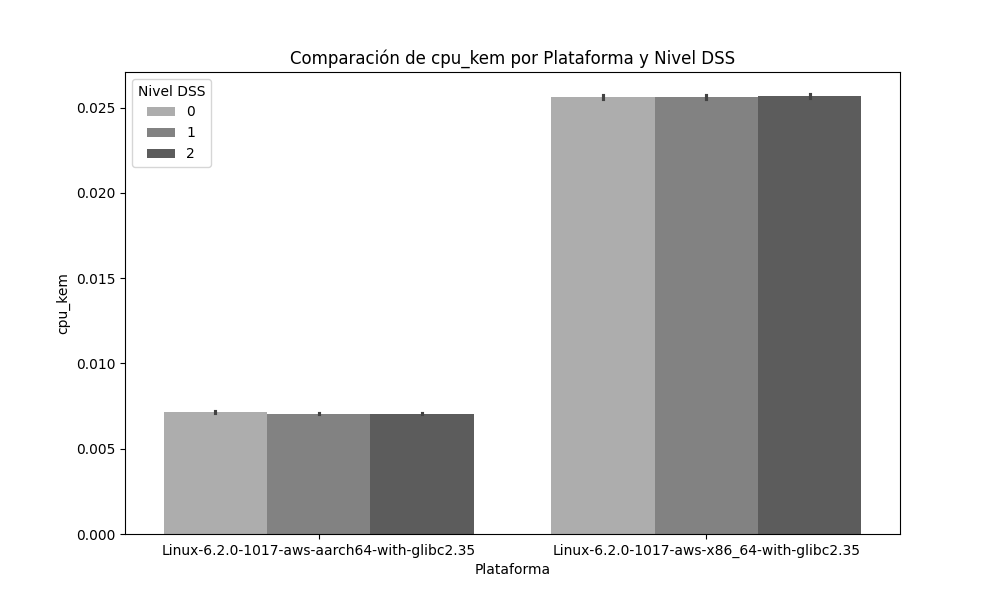 Comparación de cpu_kem por Plataforma y Nivel DSS
Nivel DSS
0
1
2
0.025
0.020
0.015
0.010
0.005
0.000
cpu_kem
Linux-6.2.0-1017-aws-aarch64-with-glibc2.35
Linux-6.2.0-1017-aws-x86_64-with-glibc2.35
Plataforma